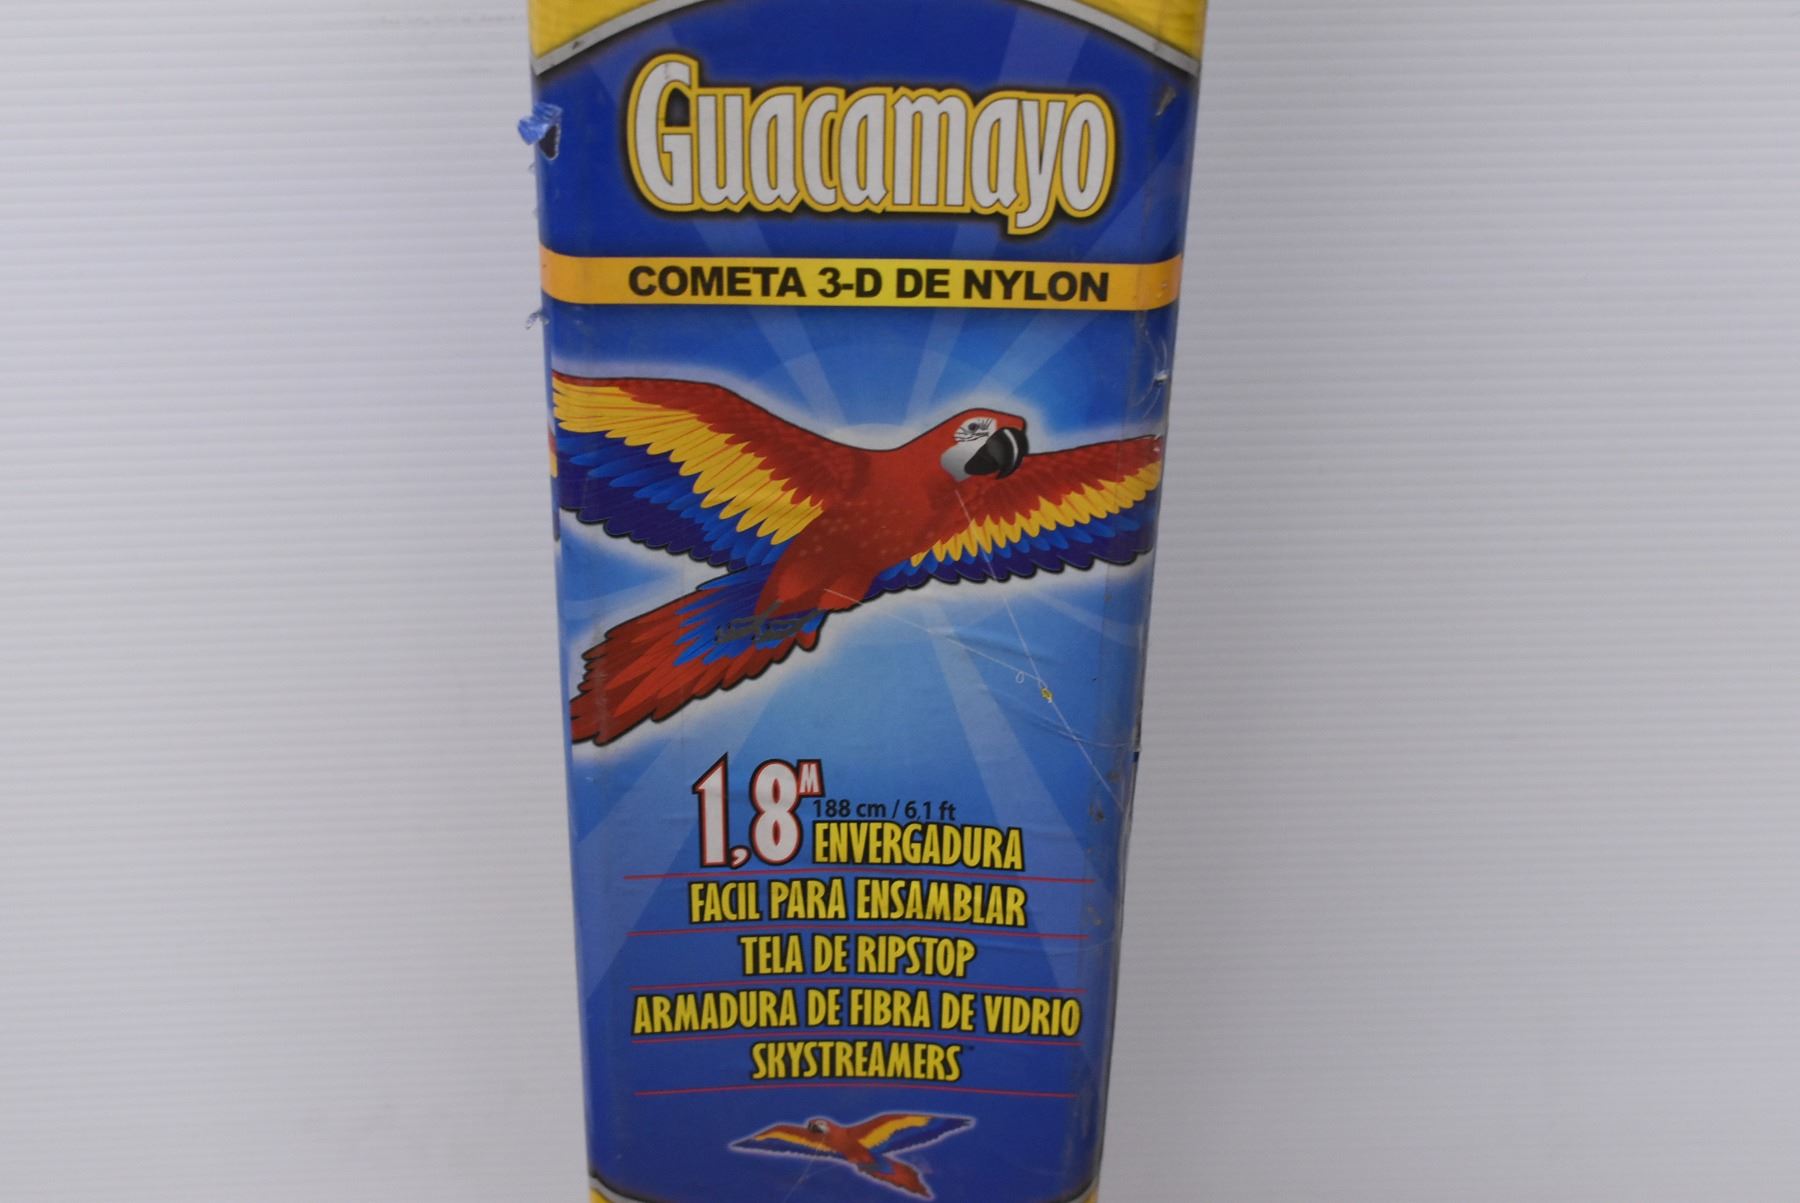 Guacamayo
COMETA 3-D DE NYLON
1,8M
188 cm / 6,1 ft
ENVERGADURA
FACIL PARA ENSAMBLAR
TELA DE RIPSTOP
ARMADURA DE FIBRA DE VIDRIO
SKYSTREAMERS™